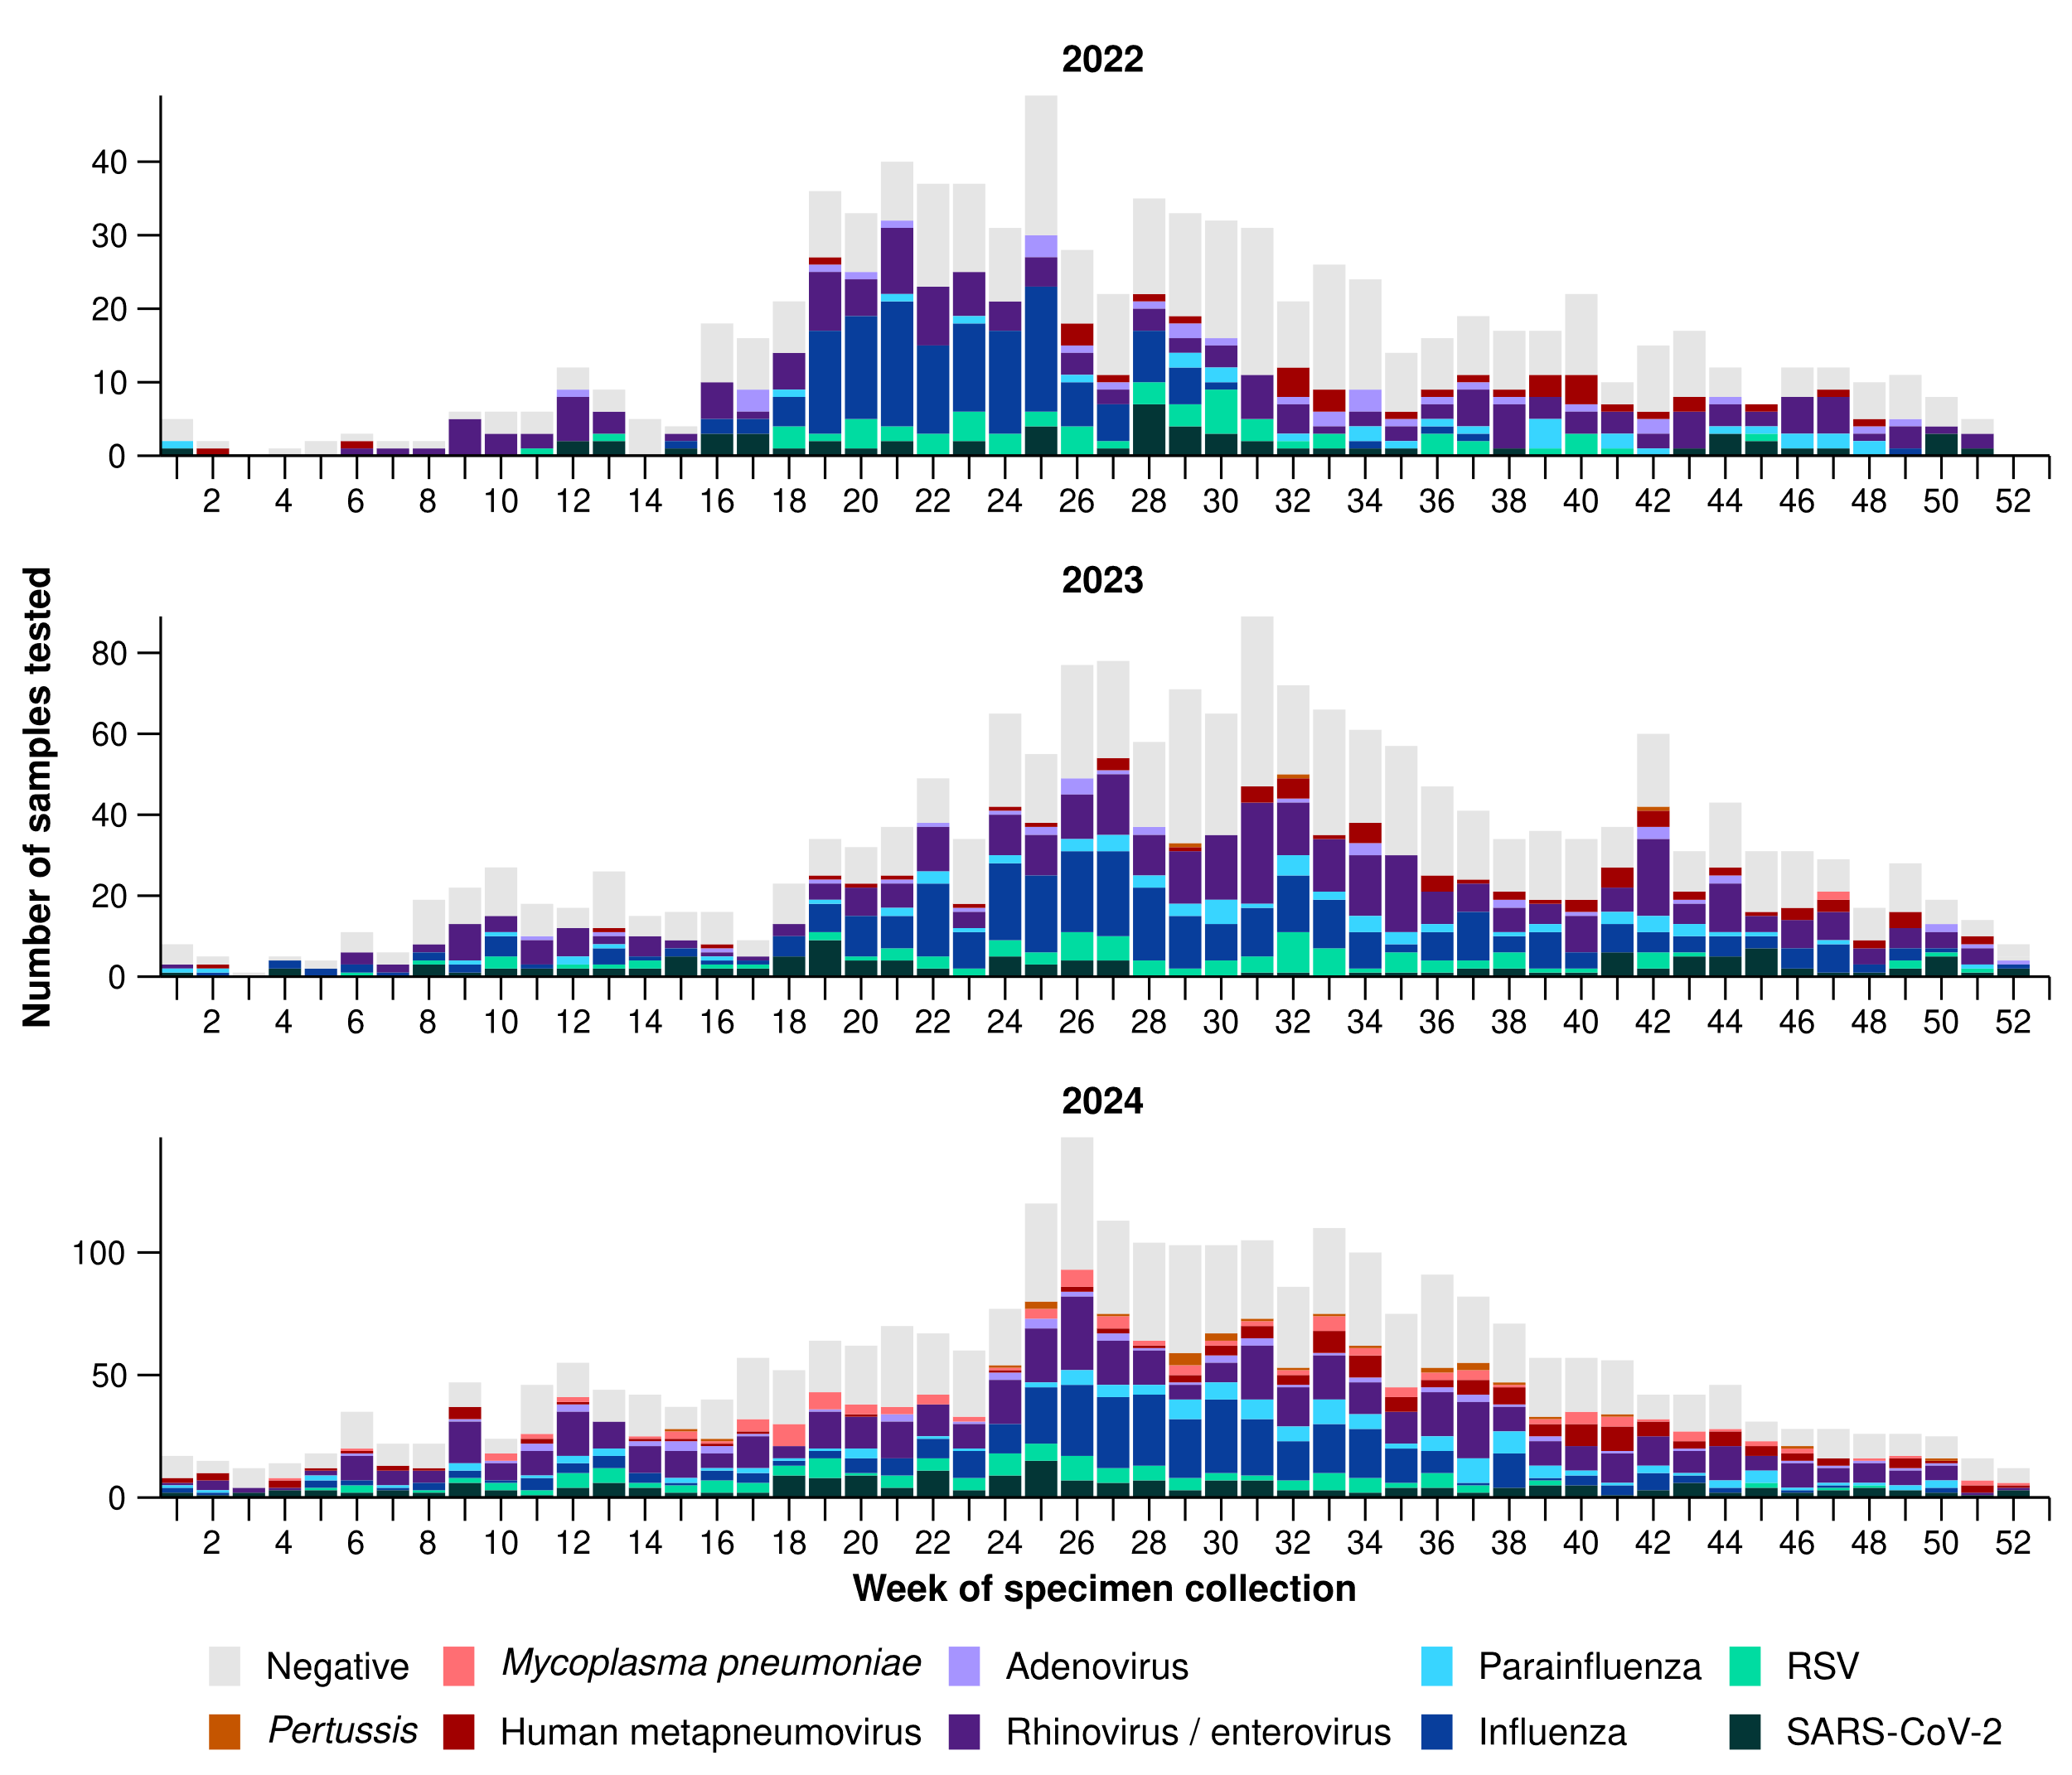 2022
40
30
20
10
0
2 4 6 8 10 12 14 16 18 20 22 24 26 28 30 32 34 36 38 40 42 44 46 48 50 52
Number of samples tested
2023
80
60
40
20
0
2 4 6 8 10 12 14 16 18 20 22 24 26 28 30 32 34 36 38 40 42 44 46 48 50 52
2024
100
50
0
2 4 6 8 10 12 14 16 18 20 22 24 26 28 30 32 34 36 38 40 42 44 46 48 50 52
Week of specimen collection
Negative Mycoplasma pneumoniae Adenovirus Parainfluenza RSV
Pertussis Human metapneumovirus Rhinovirus / enterovirus Influenza SARS-CoV-2